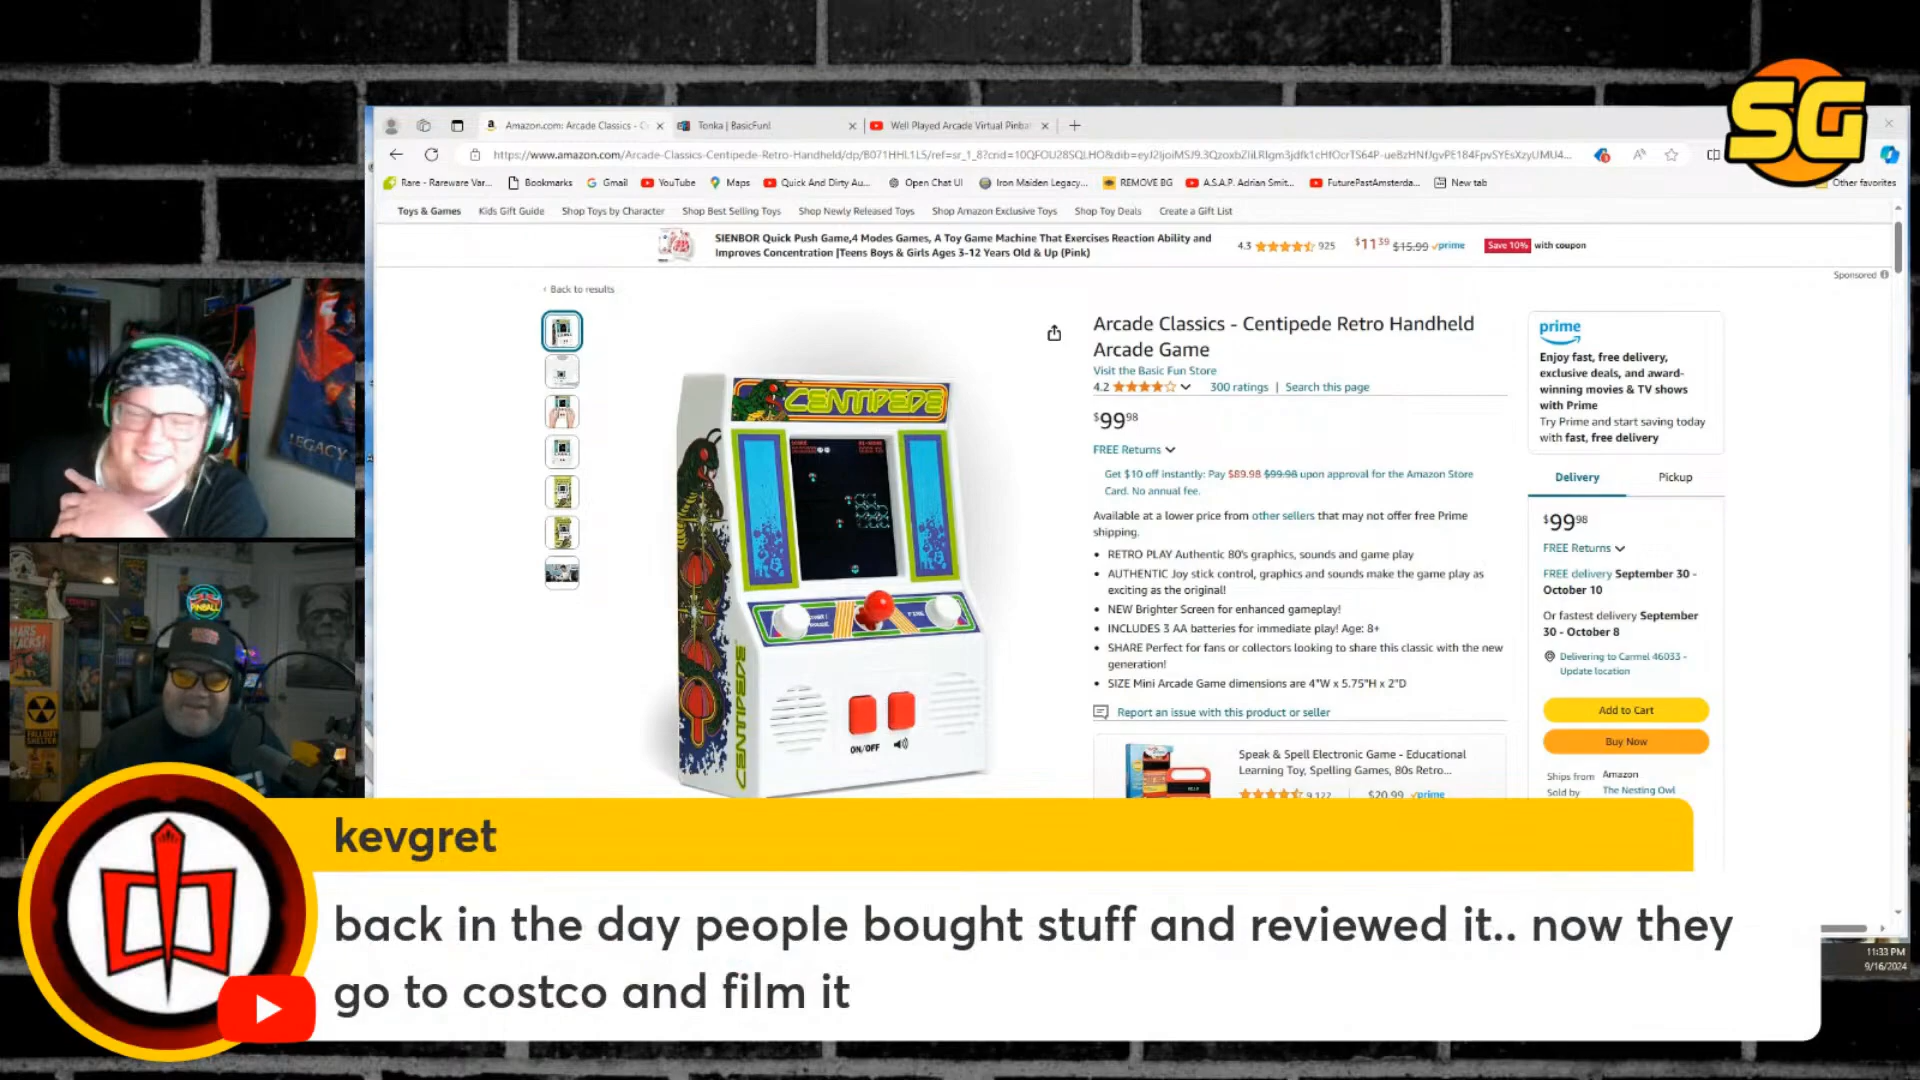 SG
Amazon.com: Arcade Classics - C
Tonka | BasicFun!
Well Played Arcade Virtual Pinba
Rare - Rareware Var...
Bookmarks
Gmail
YouTube
Maps
Quick And Dirty Au...
Open Chat UI
Iron Maiden Legacy...
REMOVE BG
A.S.A.P. Adrian Smit...
FuturePastAmsterda...
New tab
Other favorites
Toys & Games
Kids Gift Guide
Shop Toys by Character
Shop Best Selling Toys
Shop Newly Released Toys
Shop Amazon Exclusive Toys
Shop Toy Deals
Create a Gift List
SIENBOR Quick Push Game,4 Modes Games, A Toy Game Machine That Exercises Reaction Ability and
Improves Concentration |Teens Boys & Girls Ages 3-12 Years Old & Up (Pink)
4.3
925
$11.39 $15.99 prime
Save 10% with coupon
Sponsored
‹ Back to results
CENTIPEDE
CENTIPEDE
FIRE
ON/OFF
Arcade Classics - Centipede Retro Handheld
Arcade Game
Visit the Basic Fun Store
4.2
300 ratings | Search this page
$99.98
FREE Returns
Get $10 off instantly: Pay $89.98 $99.98 upon approval for the Amazon Store
Card. No annual fee.
Available at a lower price from other sellers that may not offer free Prime
shipping.
• RETRO PLAY Authentic 80's graphics, sounds and game play
• AUTHENTIC Joy stick control, graphics and sounds make the game play as
exciting as the original!
• NEW Brighter Screen for enhanced gameplay!
• INCLUDES 3 AA batteries for immediate play! Age: 8+
• SHARE Perfect for fans or collectors looking to share this classic with the new
generation!
• SIZE Mini Arcade Game dimensions are 4"W x 5.75"H x 2"D
Report an issue with this product or seller
Speak & Spell Electronic Game - Educational
Learning Toy, Spelling Games, 80s Retro...
9,122
$20.99 prime
prime
Enjoy fast, free delivery,
exclusive deals, and award-
winning movies & TV shows
with Prime
Try Prime and start saving today
with fast, free delivery
Delivery
Pickup
$99.98
FREE Returns
FREE delivery September 30 -
October 10
Or fastest delivery September
30 - October 8
Delivering to Carmel 46033 -
Update location
Add to Cart
Buy Now
Ships from Amazon
Sold by The Nesting Owl
11:33 PM
9/16/2024
LEGACY
PINBALL
MARS
ATTACKS!
FALLOUT
SHELTER
kevgret
back in the day people bought stuff and reviewed it.. now they
go to costco and film it